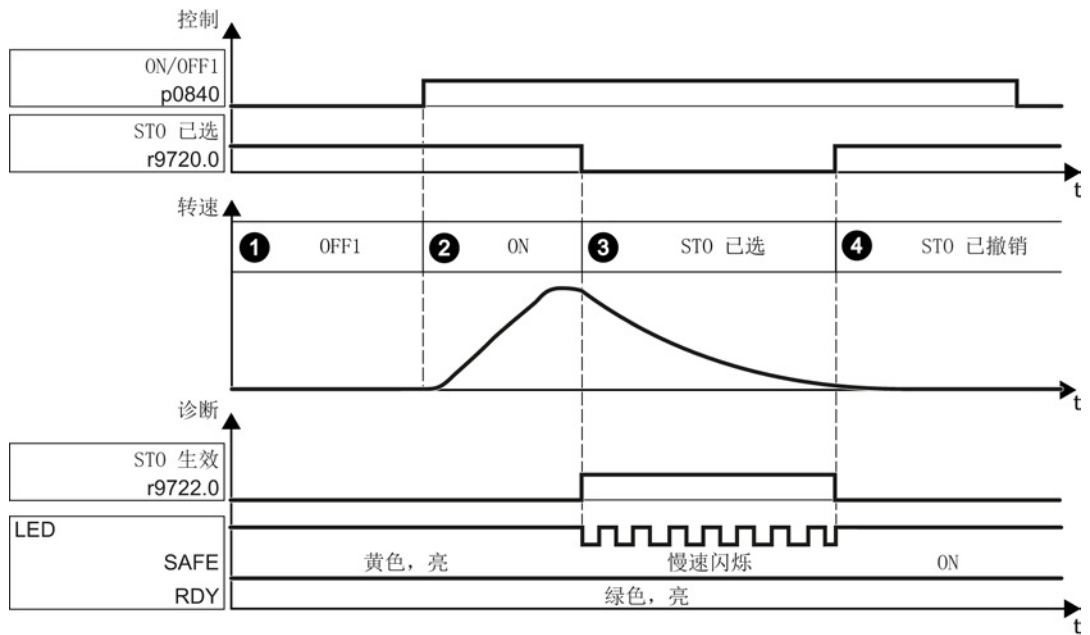 控制
ON/OFF1
p0840
STO 已选
r9720.0
t
转速
1 OFF1 2 ON 3 STO 已选 4 STO 已撤销
t
诊断
STO 生效
r9722.0
LED
SAFE 黄色，亮 慢速闪烁 ON
RDY 绿色，亮
t